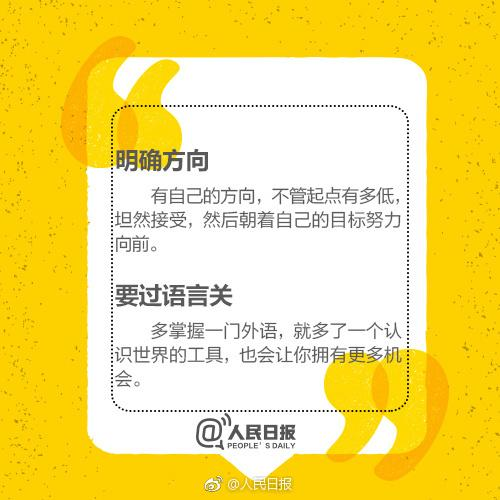 明确方向
有自己的方向，不管起点有多低，
坦然接受，然后朝着自己的目标努力
向前。
要过语言关
多掌握一门外语，就多了一个认
识世界的工具，也会让你拥有更多机
会。
@人民日报
PEOPLE'S DAILY
@人民日报